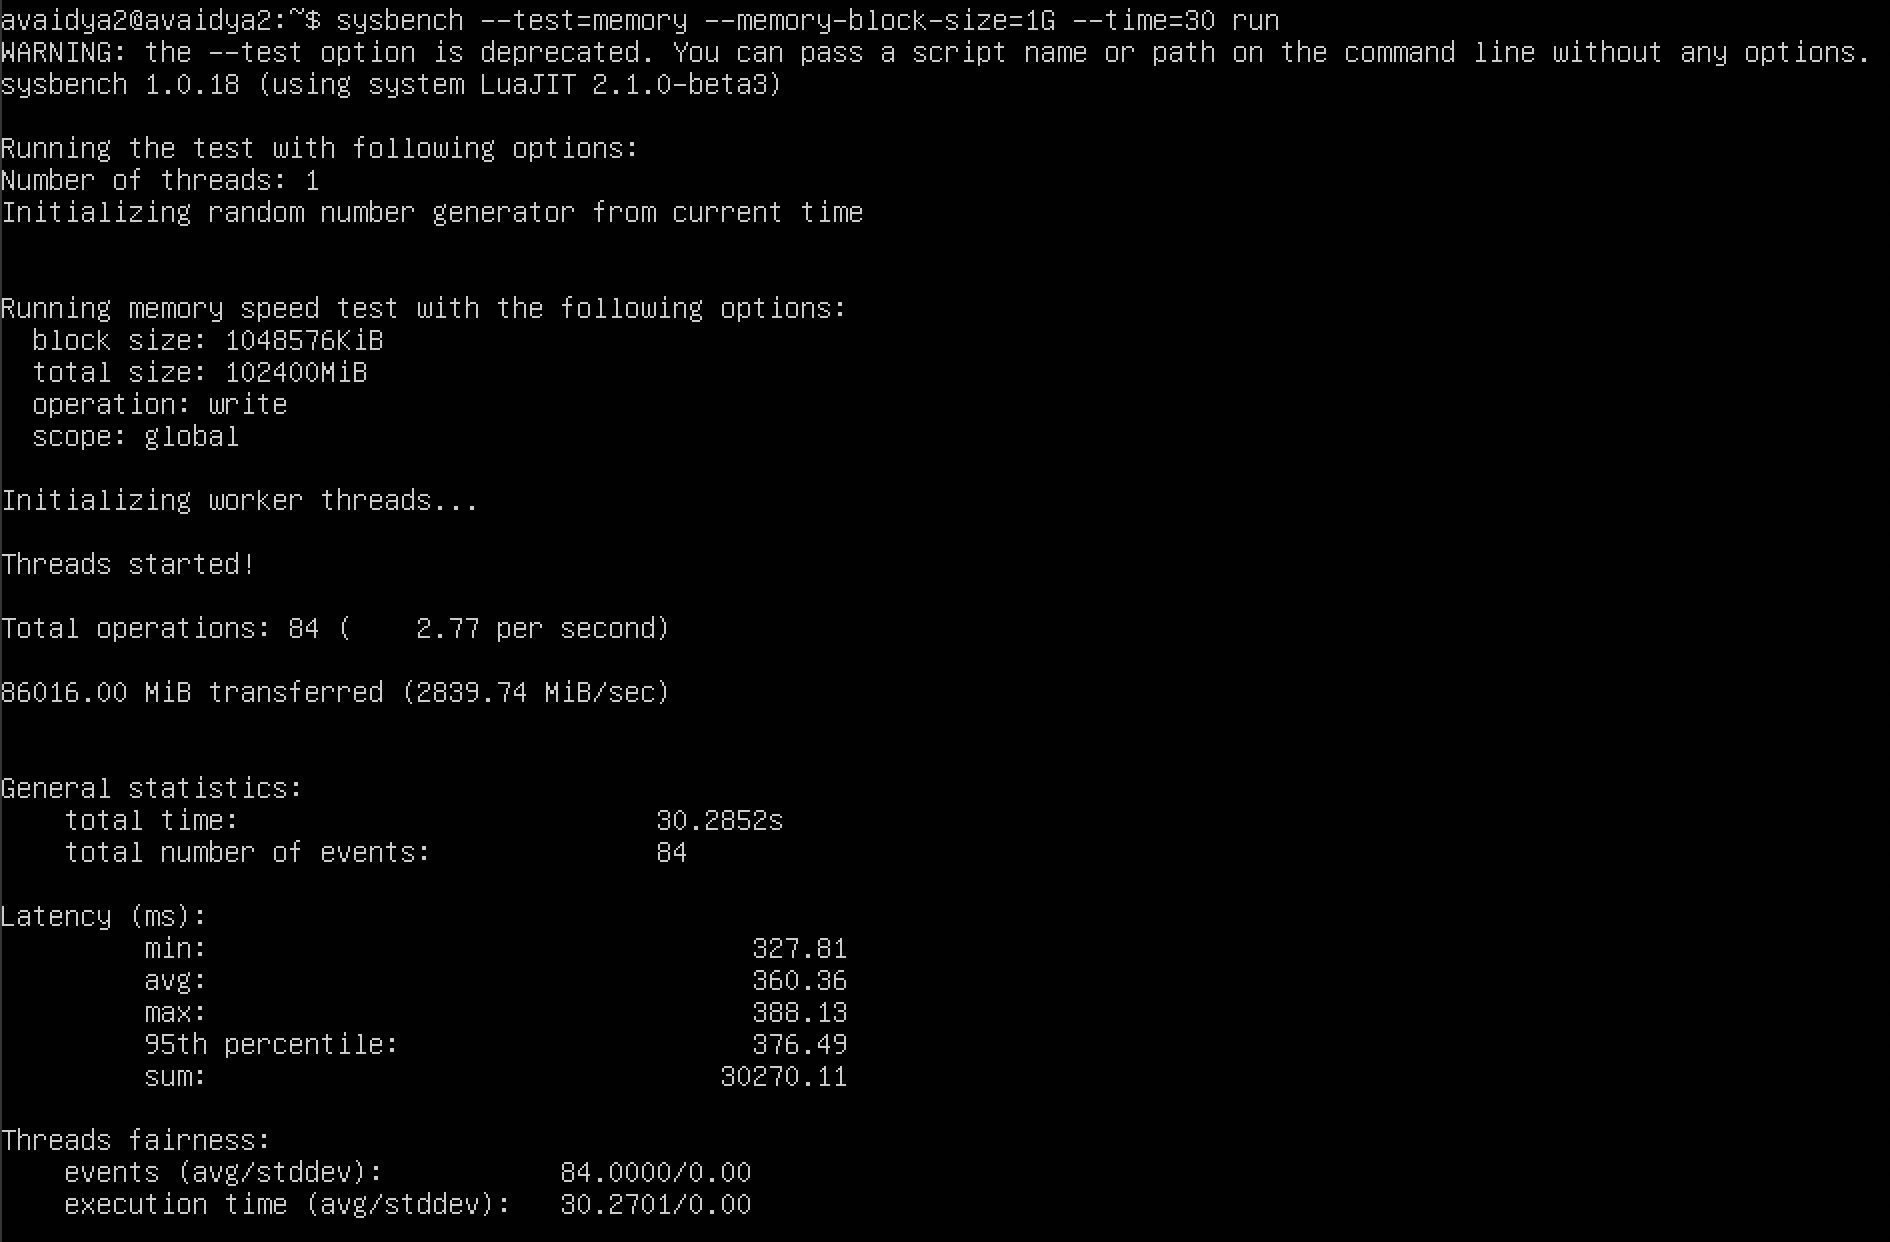 avaidya2@avaidya2:~$ sysbench --test=memory --memory-block-size=1G --time=30 run
WARNING: the --test option is deprecated. You can pass a script name or path on the command line without any options.
sysbench 1.0.18 (using system LuaJIT 2.1.0-beta3)
Running the test with following options:
Number of threads: 1
Initializing random number generator from current time
Running memory speed test with the following options:
block size: 1048576KiB
total size: 102400MiB
operation: write
scope: global
Initializing worker threads...
Threads started!
Total operations: 84 (    2.77 per second)
86016.00 MiB transferred (2839.74 MiB/sec)
General statistics:
total time:                          30.2852s
total number of events:              84
Latency (ms):
min:                                  327.81
avg:                                  360.36
max:                                  388.13
95th percentile:                      376.49
sum:                                30270.11
Threads fairness:
events (avg/stddev):           84.0000/0.00
execution time (avg/stddev):   30.2701/0.00